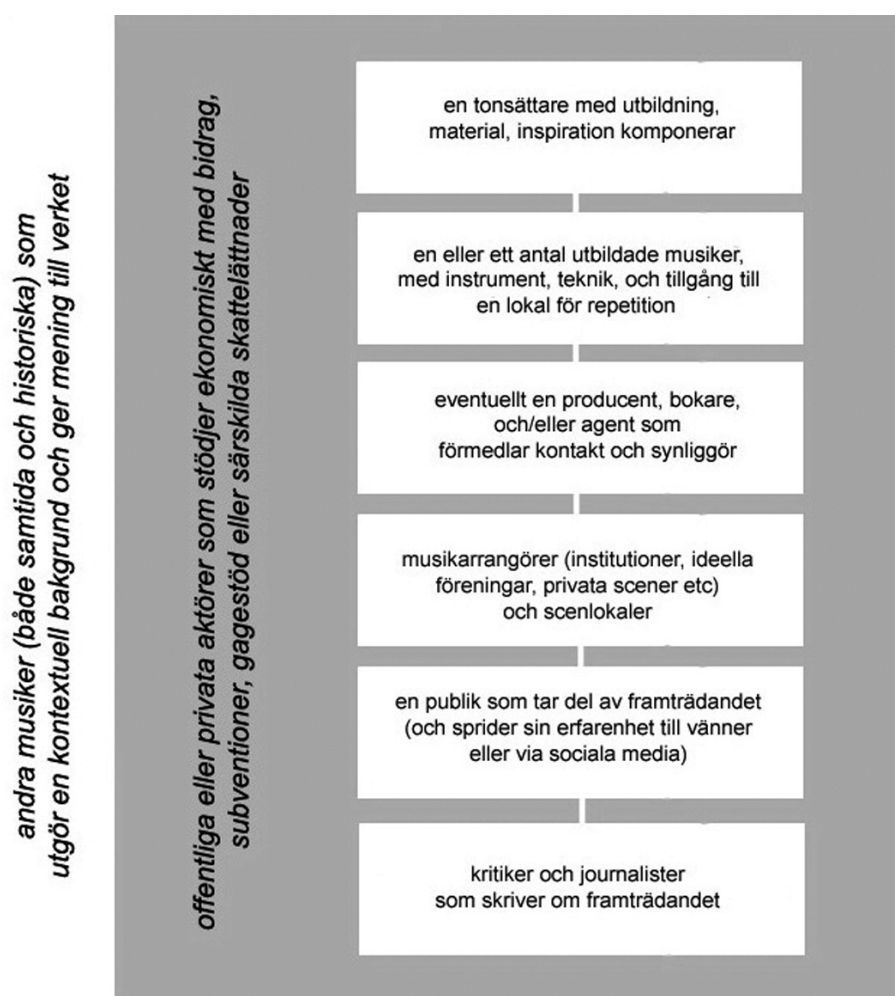 andra musiker (både samtida och historiska) som
utgör en kontextuell bakgrund och ger mening till verket
offentliga eller privata aktörer som stödjer ekonomiskt med bidrag,
subventioner, gagestöd eller särskilda skattelättnader
en tonsättare med utbildning,
material, inspiration komponerar
en eller ett antal utbildade musiker,
med instrument, teknik, och tillgång till
en lokal för repetition
eventuellt en producent, bokare,
och/eller agent som
förmedlar kontakt och synliggör
musikarrangörer (institutioner, ideella
föreningar, privata scener etc)
och scenlokaler
en publik som tar del av framträdandet
(och sprider sin erfarenhet till vänner
eller via sociala media)
kritiker och journalister
som skriver om framträdandet